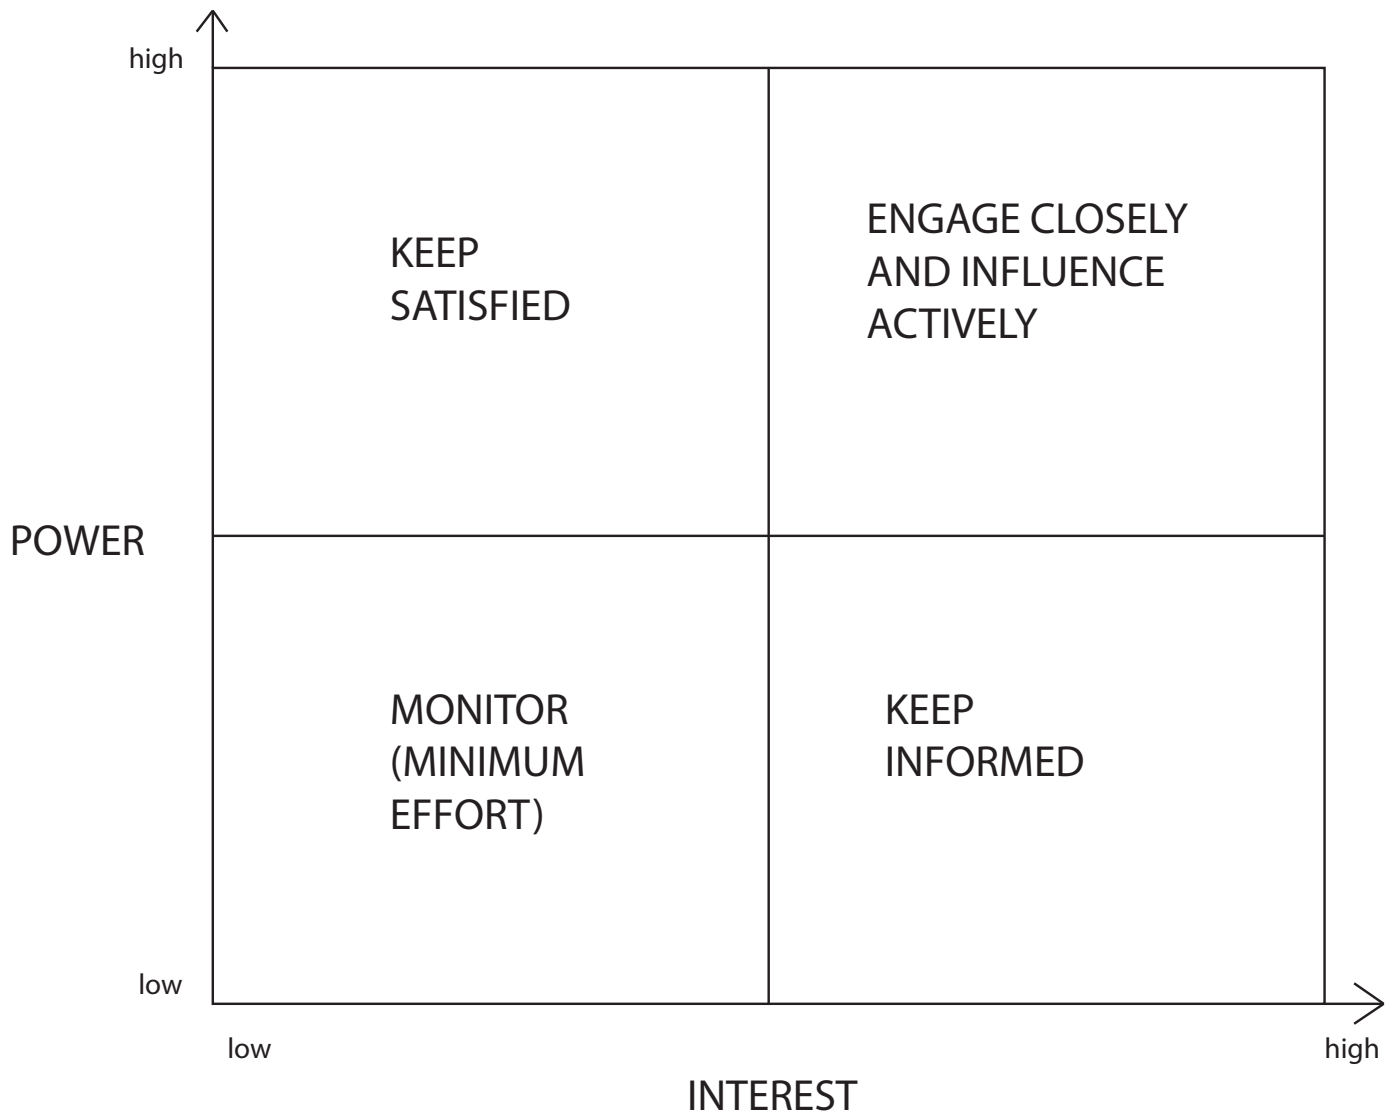 high
KEEP
SATISFIED
ENGAGE CLOSELY
AND INFLUENCE
ACTIVELY
POWER
MONITOR
(MINIMUM
EFFORT)
KEEP
INFORMED
low
low
high
INTEREST